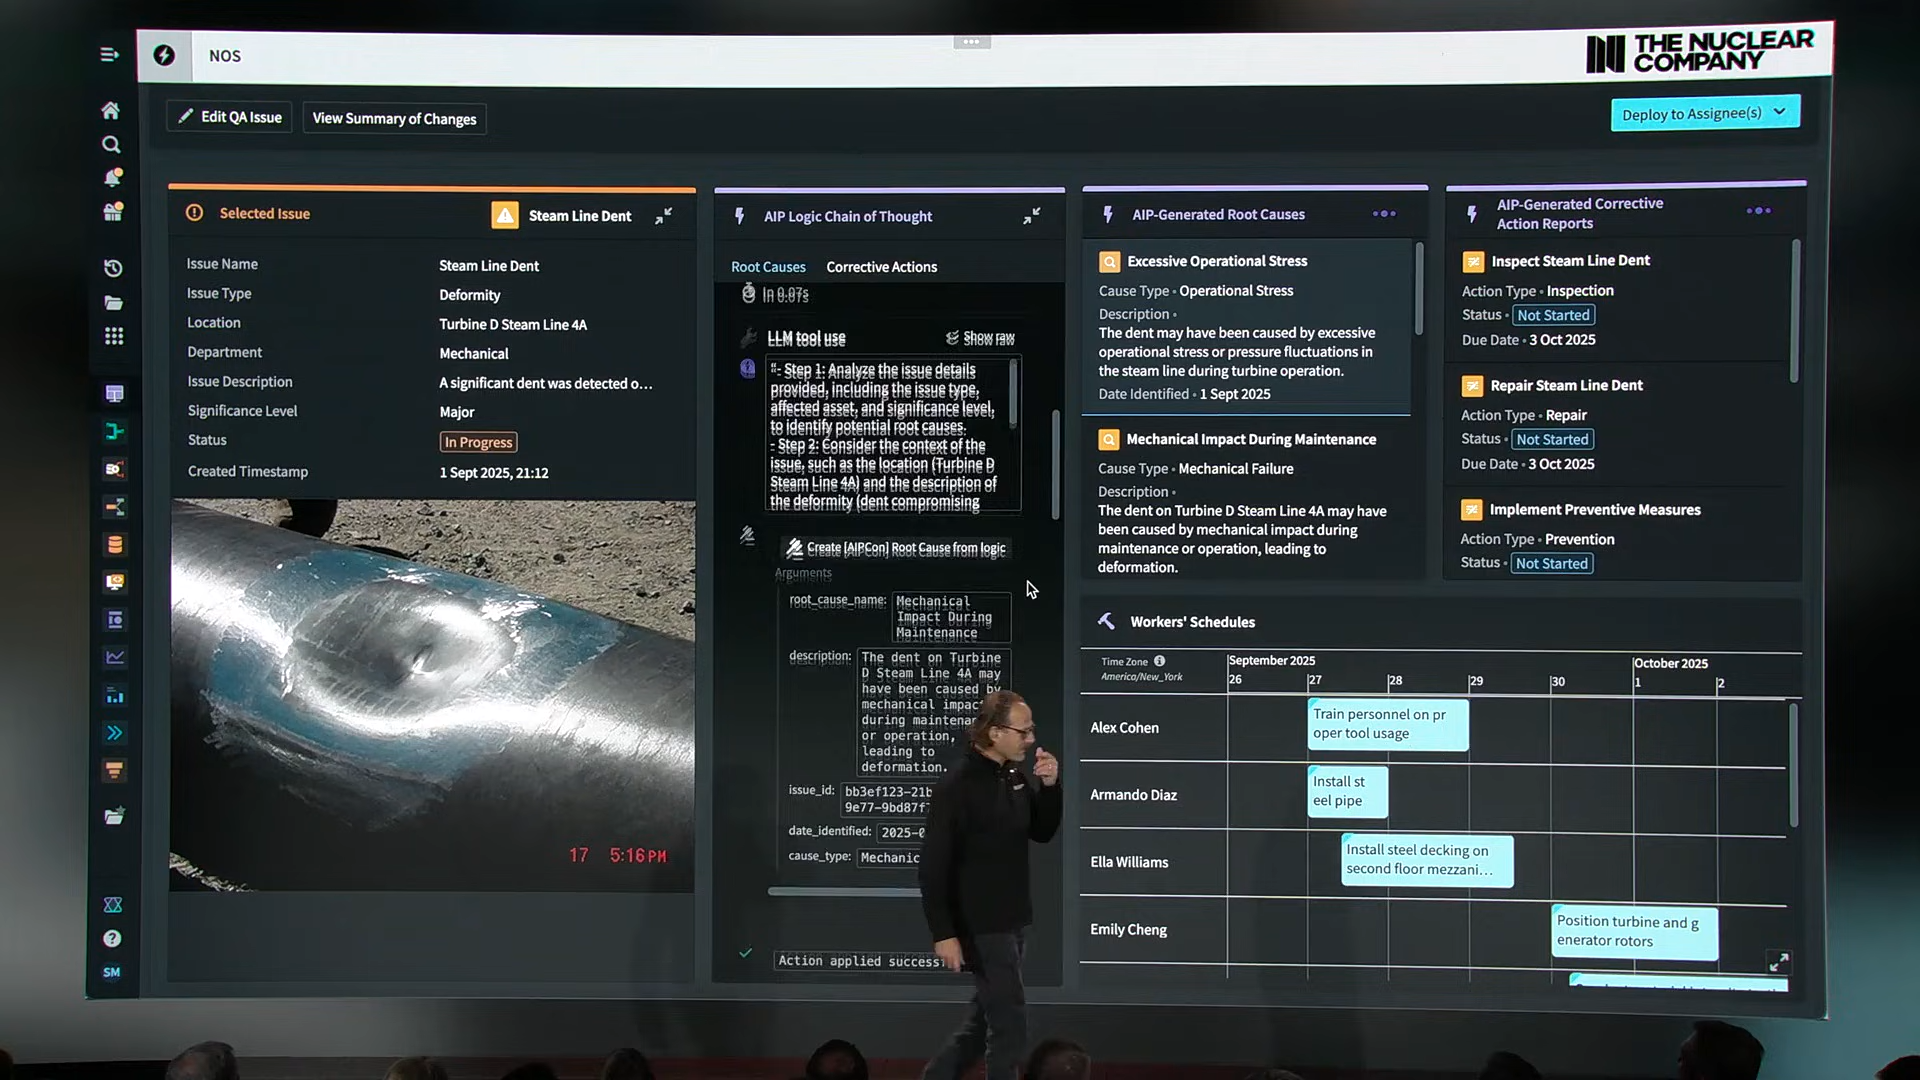 NOS
THE NUCLEAR
COMPANY
Edit QA Issue
View Summary of Changes
Deploy to Assignee(s)
Selected Issue
Steam Line Dent
Issue Name
Steam Line Dent
Issue Type
Deformity
Location
Turbine D Steam Line 4A
Department
Mechanical
Issue Description
A significant dent was detected o...
Significance Level
Major
Status
In Progress
Created Timestamp
1 Sept 2025, 21:12
17 5:16PM
AIP Logic Chain of Thought
Root Causes
Corrective Actions
In 0.07s
LLM tool use
Show raw
"- Step 1: Analyze the issue details
provided, including the issue type,
affected asset, and significance level,
to identify potential root causes.
- Step 2: Consider the context of the
issue, such as the location (Turbine D
Steam Line 4A) and the description of
the deformity (dent compromising
Create [AIPCon] Root Cause from logic
Arguments
root_cause_name:
Mechanical
Impact During
Maintenance
description:
The dent on Turbine
D Steam Line 4A may
have been caused by
mechanical impac
during maintenan
or operation,
leading to
deformation.
issue_id:
bb3ef123-21b
9e77-9bd87f7
date_identified:
2025-0
cause_type:
Mechanic
Action applied success
AIP-Generated Root Causes
Excessive Operational Stress
Cause Type • Operational Stress
Description •
The dent may have been caused by excessive
operational stress or pressure fluctuations in
the steam line during turbine operation.
Date Identified • 1 Sept 2025
Mechanical Impact During Maintenance
Cause Type • Mechanical Failure
Description •
The dent on Turbine D Steam Line 4A may have
been caused by mechanical impact during
maintenance or operation, leading to
deformation.
AIP-Generated Corrective
Action Reports
Inspect Steam Line Dent
Action Type • Inspection
Status • Not Started
Due Date • 3 Oct 2025
Repair Steam Line Dent
Action Type • Repair
Status • Not Started
Due Date • 3 Oct 2025
Implement Preventive Measures
Action Type • Prevention
Status • Not Started
Workers' Schedules
Time Zone
America/New_York
September 2025
October 2025
26 27 28 29 30 1 2
Alex Cohen
Train personnel on pr
oper tool usage
Armando Diaz
Install st
eel pipe
Ella Williams
Install steel decking on
second floor mezzani...
Emily Cheng
Position turbine and g
enerator rotors
SM